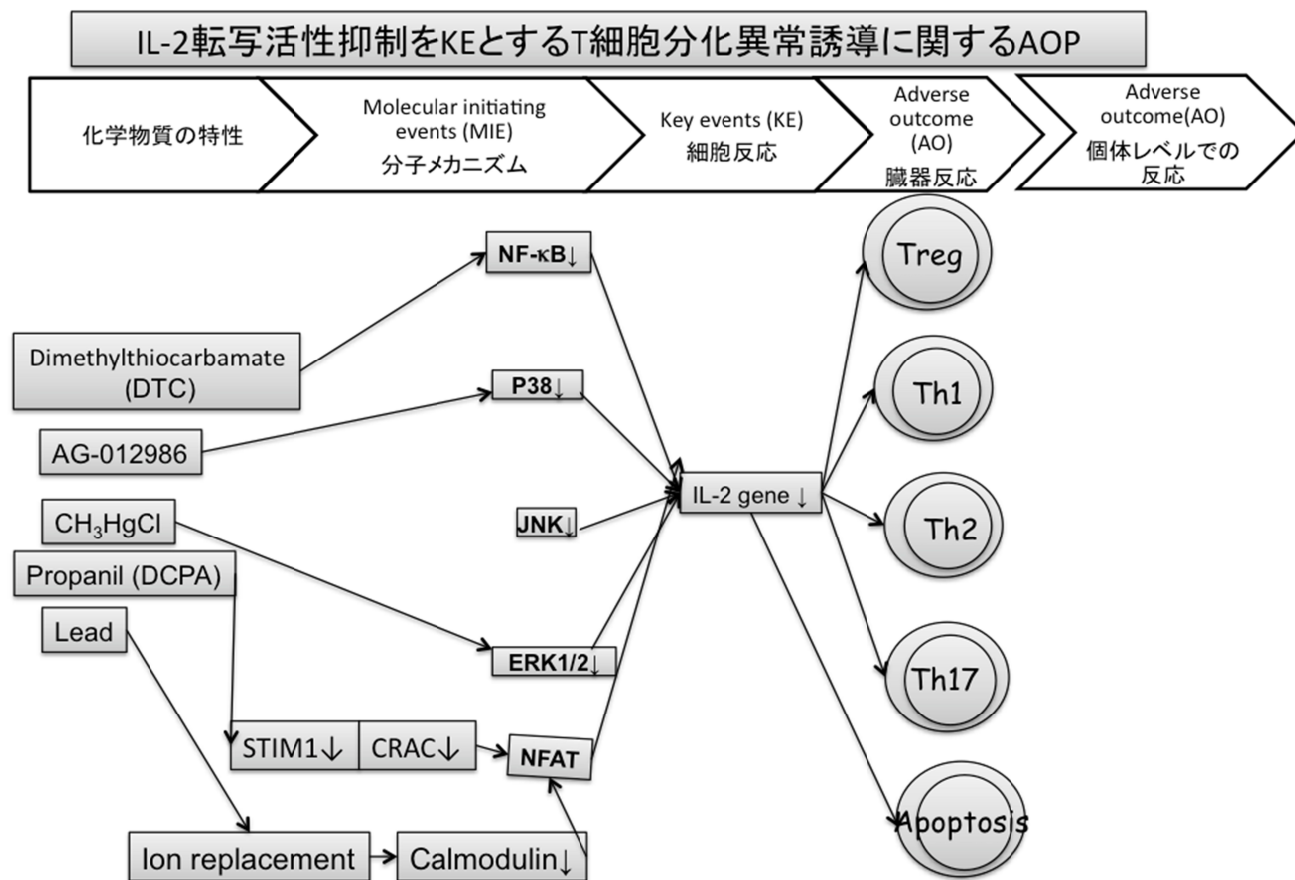 IL-2転写活性抑制をKEとするT細胞分化異常誘導に関するAOP
化学物質の特性
Molecular initiating
events (MIE)
分子メカニズム
Key events (KE)
細胞反応
Adverse
outcome
(AO)
臓器反応
Adverse
outcome(AO)
個体レベルでの
反応
NF-κB↓
Treg
Dimethylthiocarbamate
(DTC)
P38↓
Th1
AG-012986
IL-2 gene ↓
CH₃HgCl
JNK↓
Th2
Propanil (DCPA)
Lead
ERK1/2↓
Th17
STIM1↓
CRAC↓
NFAT
Apoptosis
Ion replacement
Calmodulin↓